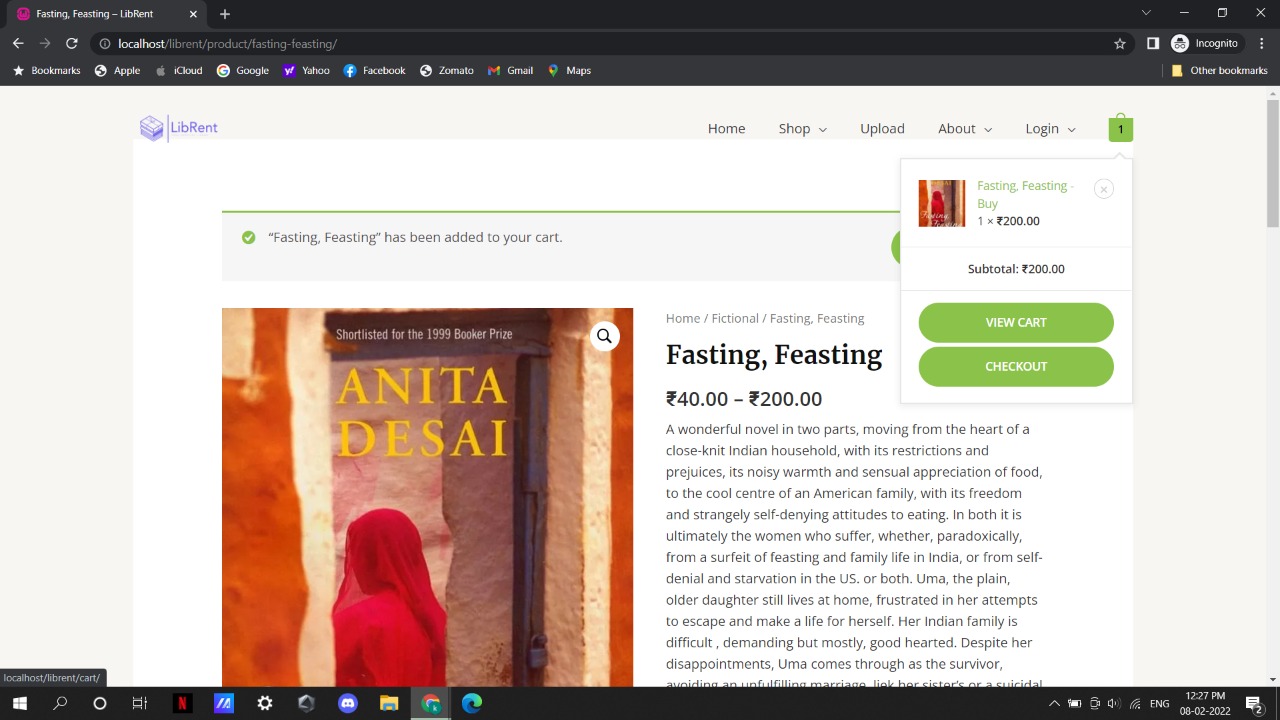 Fasting, Feasting – LibRent
localhost/librent/product/fasting-feasting/
Incognito
Bookmarks Apple iCloud Google Yahoo Facebook Zomato Gmail Maps Other bookmarks
LibRent
Home Shop Upload About Login 1
Fasting, Feasting -
Buy
1 × ₹200.00
Subtotal: ₹200.00
VIEW CART
CHECKOUT
“Fasting, Feasting” has been added to your cart.
Shortlisted for the 1999 Booker Prize
ANITA
DESAI
Home / Fictional / Fasting, Feasting
Fasting, Feasting
₹40.00 – ₹200.00
A wonderful novel in two parts, moving from the heart of a
close-knit Indian household, with its restrictions and
prejuices, its noisy warmth and sensual appreciation of food,
to the cool centre of an American family, with its freedom
and strangely self-denying attitudes to eating. In both it is
ultimately the women who suffer, whether, paradoxically,
from a surfeit of feasting and family life in India, or from self-
denial and starvation in the US. or both. Uma, the plain,
older daughter still lives at home, frustrated in her attempts
to escape and make a life for herself. Her Indian family is
difficult , demanding but mostly, good hearted. Despite her
disappointments, Uma comes through as the survivor,
avoiding an unfulfilling marriage, liek her sister’s or a suicidal
localhost/librent/cart/
ENG
12:27 PM
08-02-2022
2